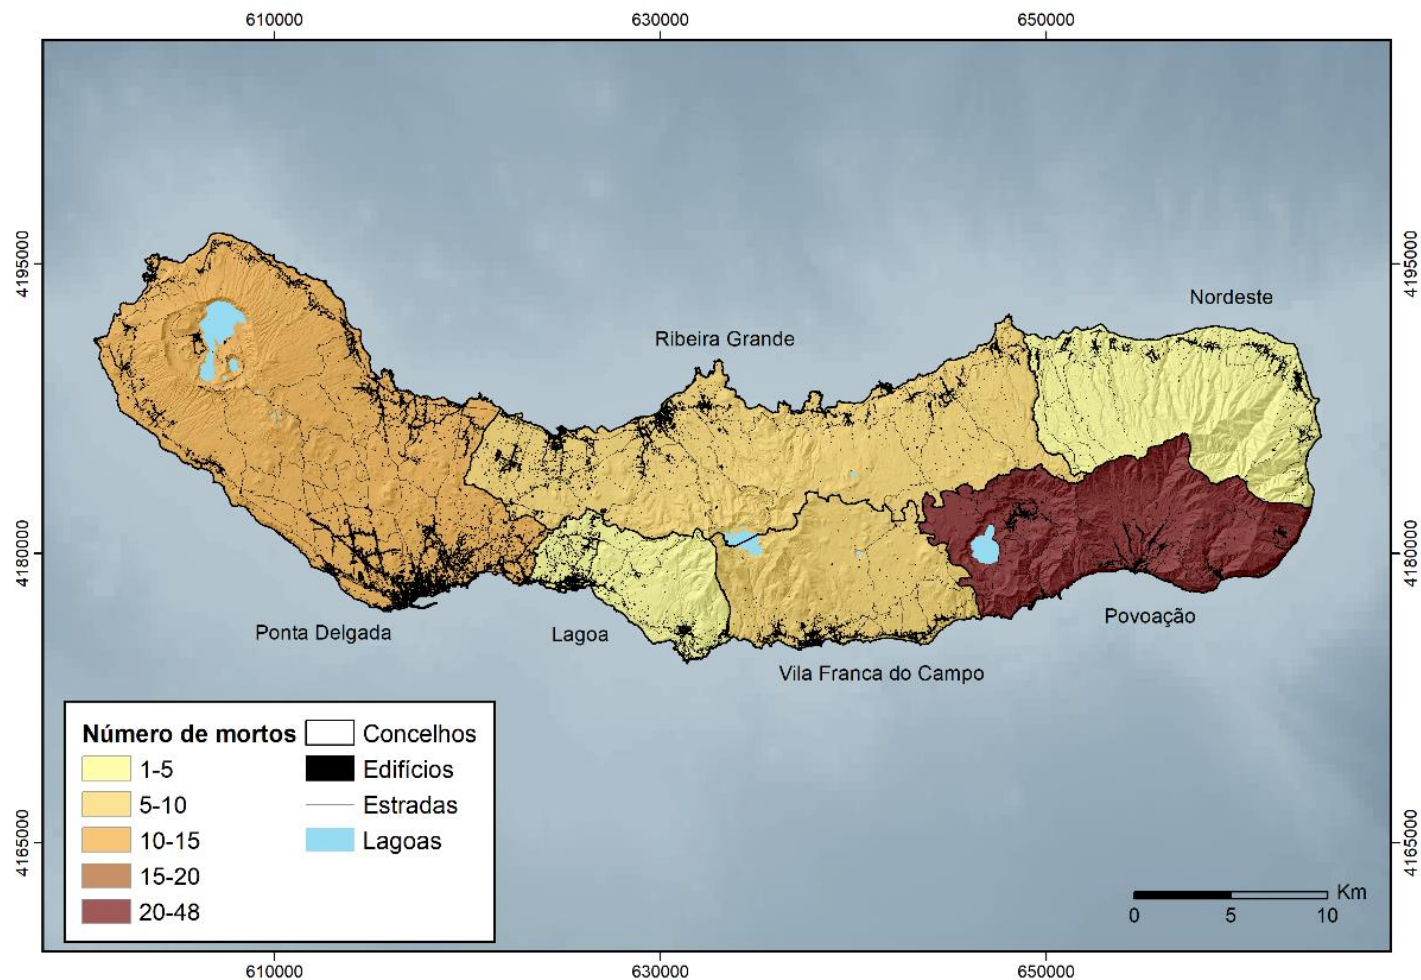 610000 630000 650000
4195000 4195000
Nordeste
Ribeira Grande
4180000 4180000
Povoação
Ponta Delgada
Lagoa
Vila Franca do Campo
Número de mortos
1-5
5-10
10-15
15-20
20-48
Concelhos
Edifícios
Estradas
Lagoas
4165000 4165000
Km
0 5 10
610000 630000 650000